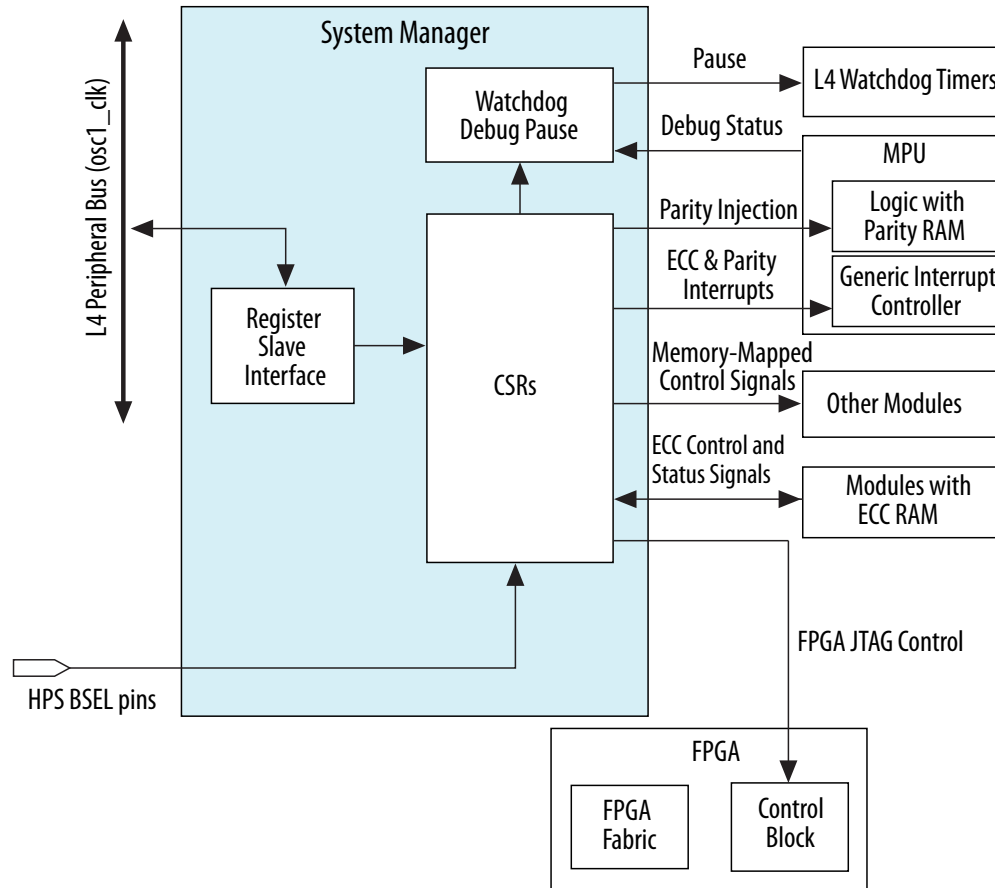 System Manager
L4 Peripheral Bus (osc1_clk)
Watchdog
Debug Pause
Pause
L4 Watchdog Timers
Debug Status
MPU
Parity Injection
Logic with
Parity RAM
ECC & Parity
Interrupts
Generic Interrupt
Controller
Register
Slave
Interface
CSRs
Memory-Mapped
Control Signals
Other Modules
ECC Control and
Status Signals
Modules with
ECC RAM
FPGA JTAG Control
HPS BSEL pins
FPGA
FPGA
Fabric
Control
Block